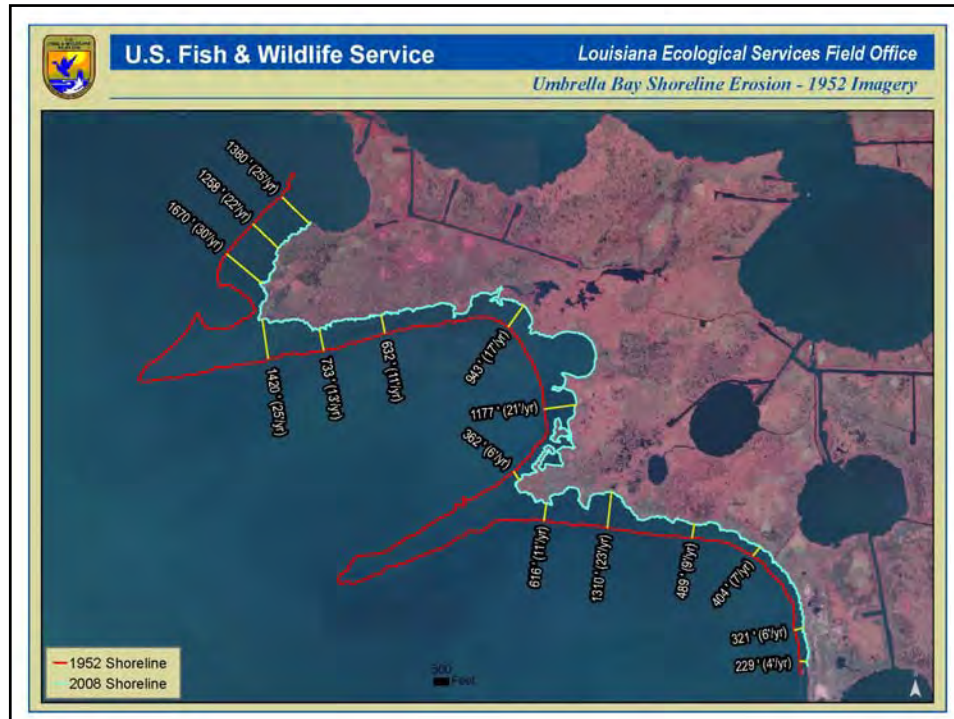 U.S. Fish & Wildlife Service
Louisiana Ecological Services Field Office
Umbrella Bay Shoreline Erosion - 1952 Imagery
1380 ' (25'/yr)
1258 ' (22'/yr)
1670 ' (30'/yr)
1420 ' (25'/yr)
733 ' (13'/yr)
632 ' (11'/yr)
943' (17'/yr)
1177 ' (21'/yr)
362 ' (6'/yr)
616 ' (11'/yr)
1310 ' (23'/yr)
489 ' (9'/yr)
404 ' (7'/yr)
321 ' (6'/yr)
229 ' (4'/yr)
1952 Shoreline
2008 Shoreline
500
Feet